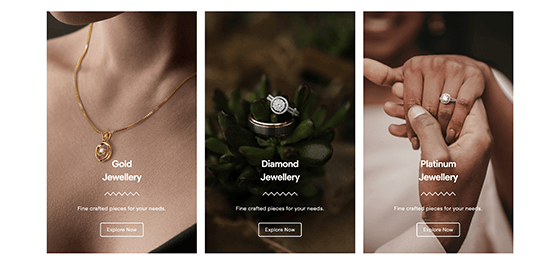 Gold
Jewellery
Fine crafted pieces for your needs.
Explore Now
Diamond
Jewellery
Fine crafted pieces for your needs.
Explore Now
Platinum
Jewellery
Fine crafted pieces for your needs.
Explore Now